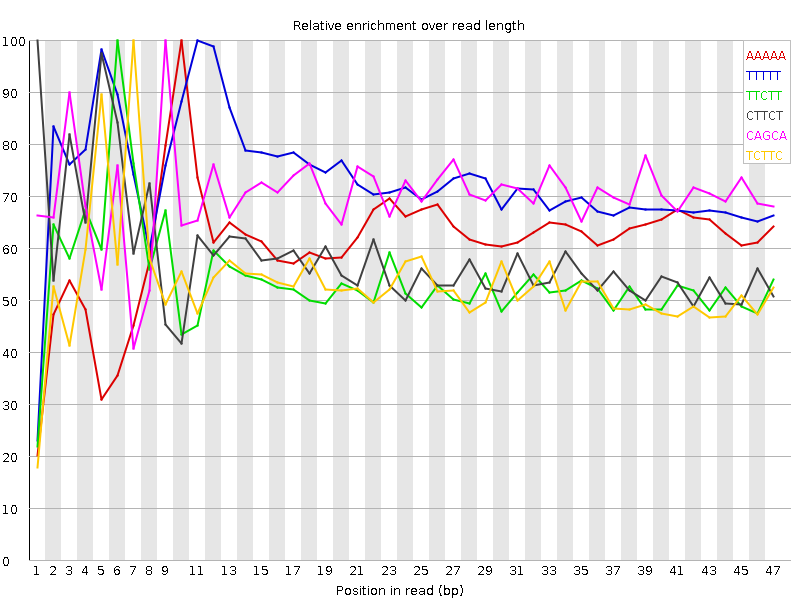 Relative enrichment over read length
100
90
80
70
60
50
40
30
20
10
0
AAAAA
TTTTT
TTCTT
CTTCT
CAGCA
TCTTC
1 2 3 4 5 6 7 8 9 11 13 15 17 19 21 23 25 27 29 31 33 35 37 39 41 43 45 47
Position in read (bp)